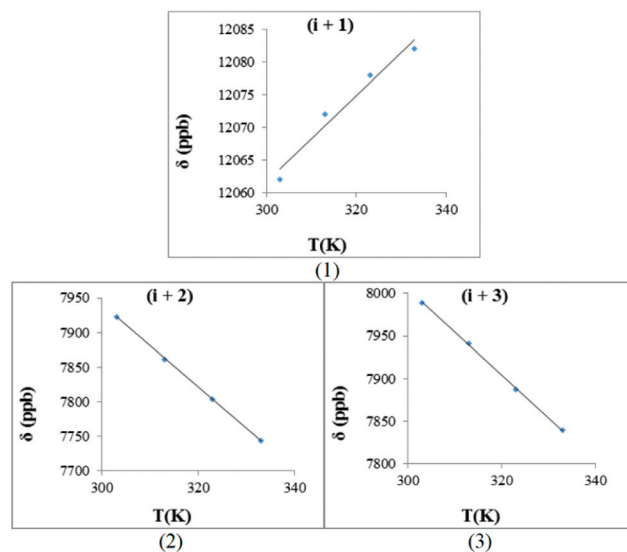 (i + 1)
12085
12080
12075
12070
12065
12060
δ (ppb)
300 320 340
T(K)
(1)
(i + 2)
7950
7900
7850
7800
7750
7700
δ (ppb)
300 320 340
T(K)
(2)
(i + 3)
8000
7950
7900
7850
7800
δ (ppb)
300 320 340
T(K)
(3)